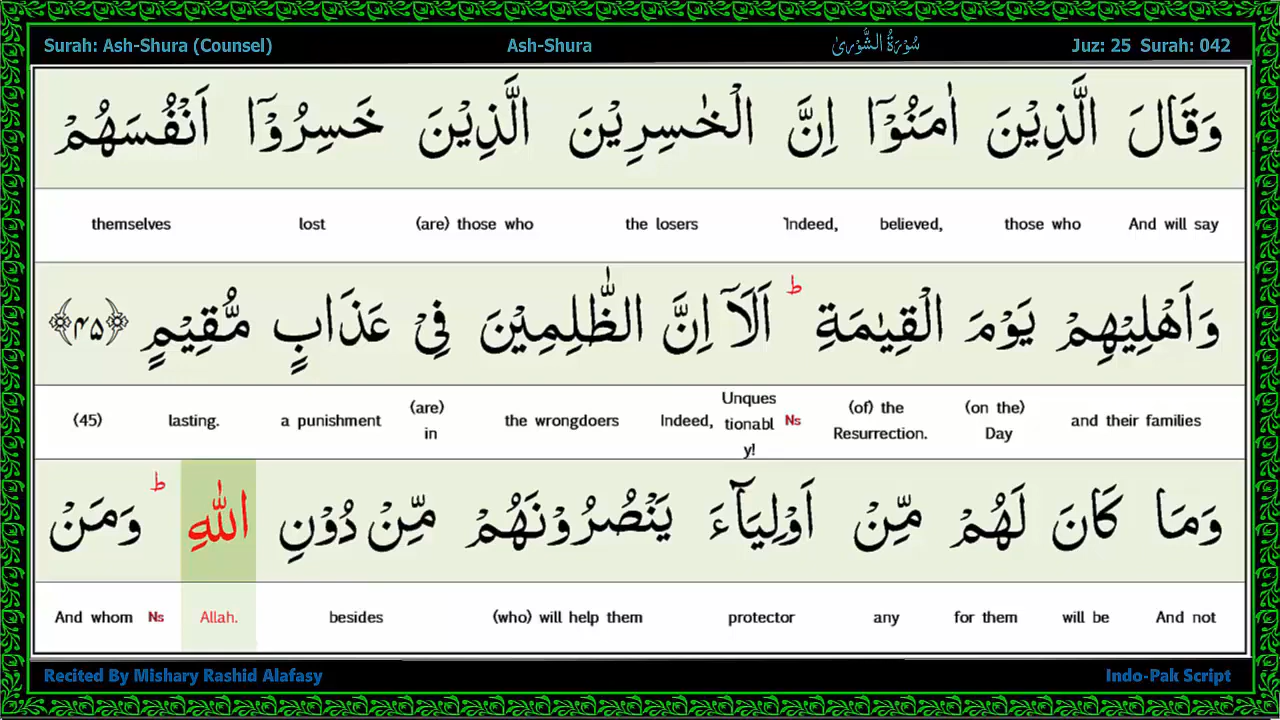 Surah: Ash-Shura (Counsel) Ash-Shura سُوْرَةُ الشُّوْرىٰ Juz: 25 Surah: 042
وَقَالَ الَّذِيْنَ اٰمَنُوْۤا اِنَّ الْخٰسِرِيْنَ الَّذِيْنَ خَسِرُوْۤا اَنْفُسَهُمْ
themselves lost (are) those who the losers "Indeed, believed, those who And will say
وَاَهْلِيْهِمْ يَوْمَ الْقِيٰمَةِ ؕ اَلَاۤ اِنَّ الظّٰلِمِيْنَ فِيْ عَذَابٍ مُّقِيْمٍ ﴿۴۵﴾
(45) lasting. a punishment (are) in the wrongdoers Indeed, Unquestionably! Ns (of) the Resurrection. (on the) Day and their families
وَمَا كَانَ لَهُمْ مِّنْ اَوْلِيَآءَ يَنْصُرُوْنَهُمْ مِّنْ دُوْنِ اللّٰهِ ؕ وَمَنْ
And whom Ns Allah. besides (who) will help them protector any for them will be And not
Recited By Mishary Rashid Alafasy Indo-Pak Script